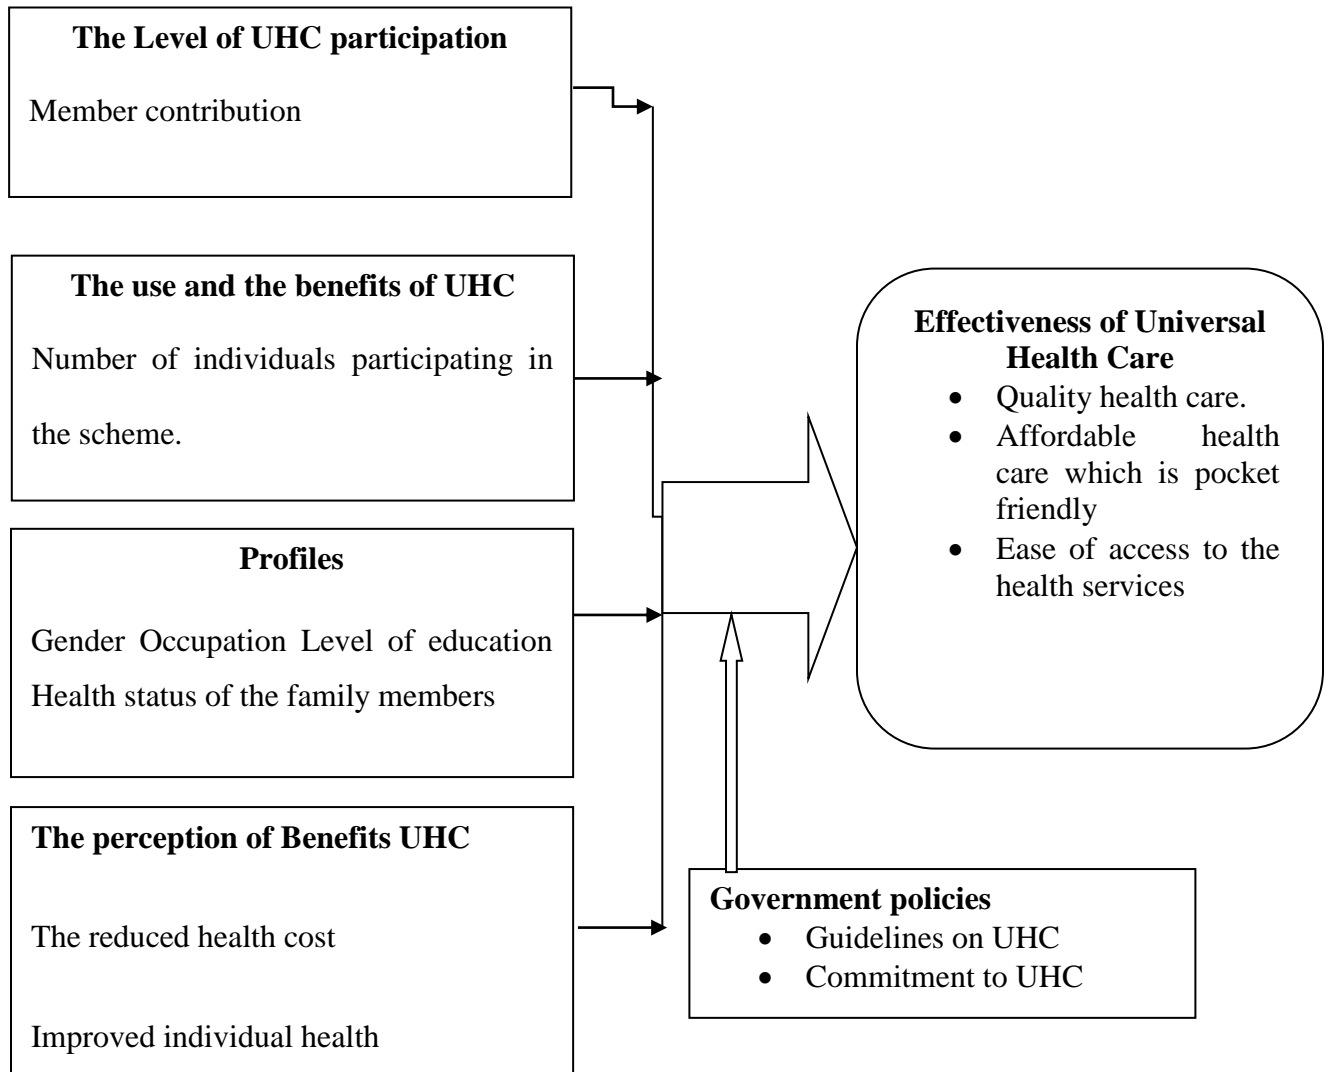 The Level of UHC participation
Member contribution
The use and the benefits of UHC
Number of individuals participating in
the scheme.
Profiles
Gender Occupation Level of education
Health status of the family members
The perception of Benefits UHC
The reduced health cost
Improved individual health
Effectiveness of Universal
Health Care
• Quality health care.
• Affordable health
care which is pocket
friendly
• Ease of access to the
health services
Government policies
• Guidelines on UHC
• Commitment to UHC